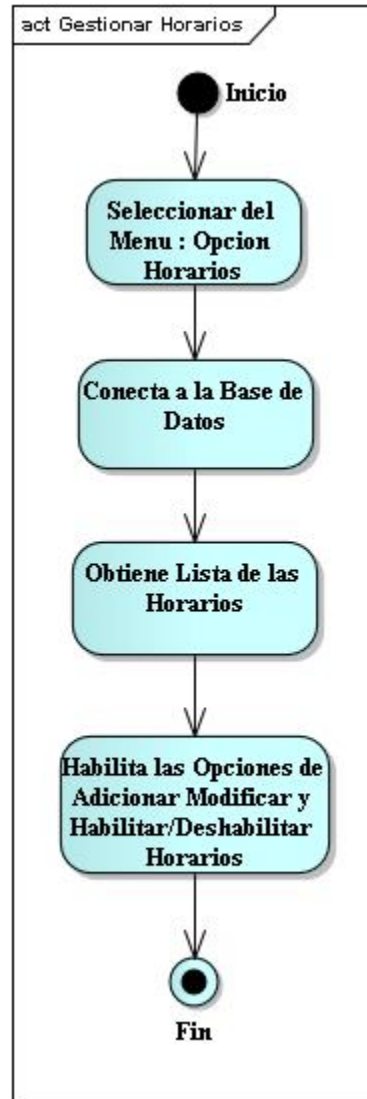 act Gestionar Horarios
Inicio
Seleccionar del
Menu : Opcion
Horarios
Conecta a la Base de
Datos
Obtiene Lista de las
Horarios
Habilita las Opciones de
Adicionar Modificar y
Habilitar/Deshabilitar
Horarios
Fin